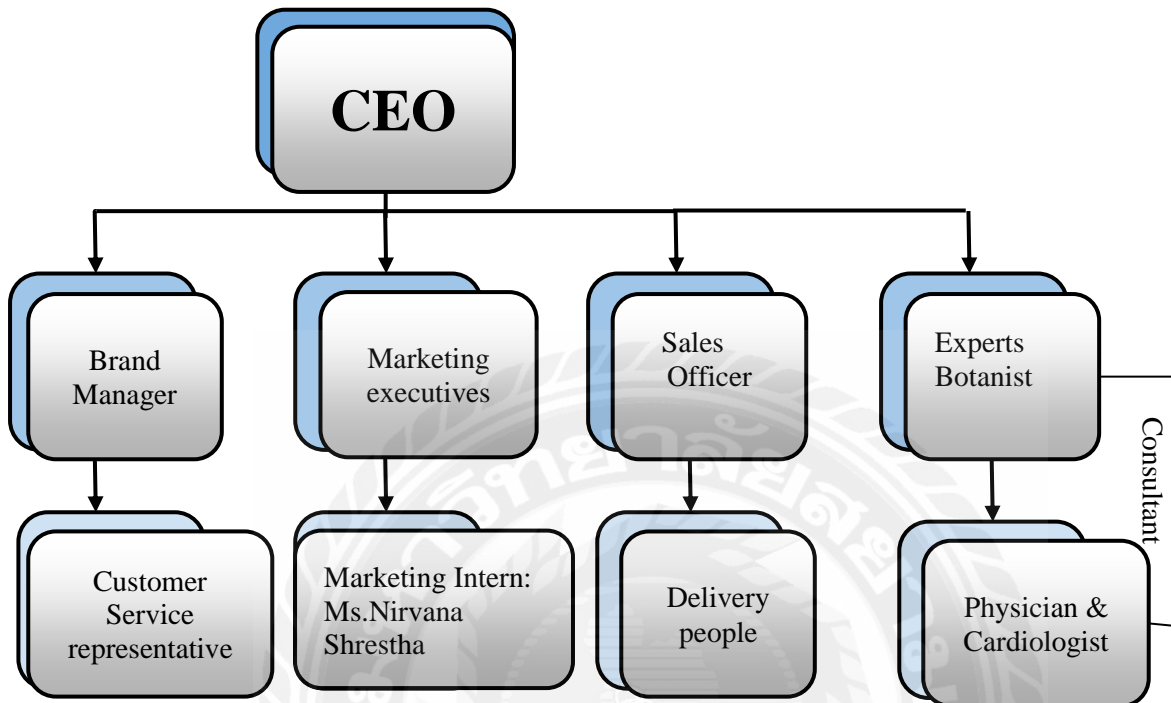 CEO
Brand
Manager
Marketing
executives
Sales
Officer
Experts
Botanist
Consultant
Customer
Service
representative
Marketing Intern:
Ms.Nirvana
Shrestha
Delivery
people
Physician &
Cardiologist